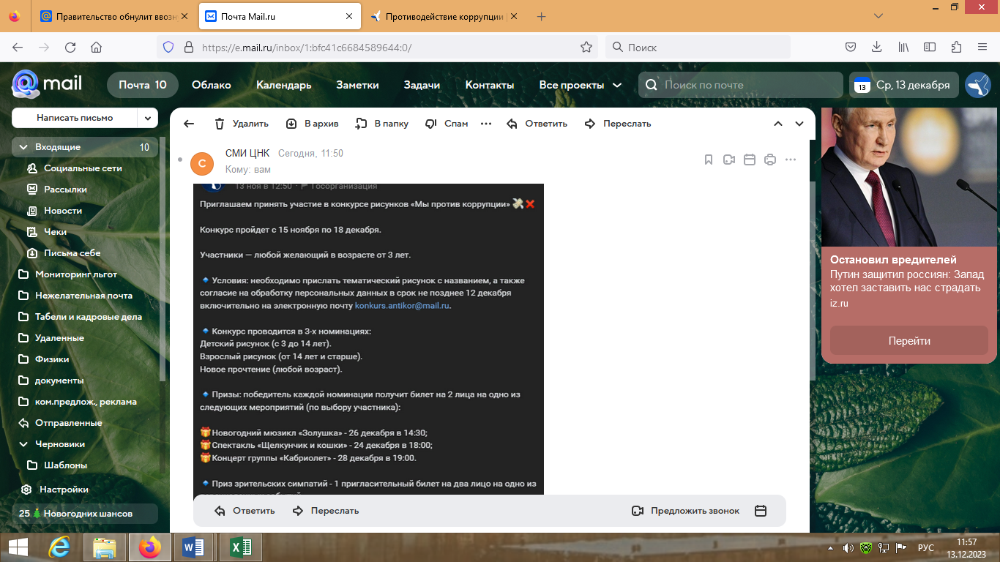 Правительство обнулит ввозн
Почта Mail.ru
Противодействие коррупции
https://e.mail.ru/inbox/1:bfc41c6684589644:0/
Поиск
@mail
Почта 10
Облако
Календарь
Заметки
Задачи
Контакты
Все проекты
Поиск по почте
13
Ср, 13 декабря
Написать письмо
Удалить
В архив
В папку
Спам
Ответить
Переслать
Входящие 10
Социальные сети
Рассылки
Новости
Чеки
Письма себе
Мониторинг льгот
Нежелательная почта
Табели и кадровые дела
Удаленные
Физики
документы
ком.предлож., реклама
Отправленные
Черновики
Шаблоны
Настройки
25🎄Новогодних шансов
С
СМИ ЦНК Сегодня, 11:50
Кому: вам
13 ноя в 12:50 · Госорганизация
Приглашаем принять участие в конкурсе рисунков «Мы против коррупции» 💸❌
Конкурс пройдет с 15 ноября по 18 декабря.
Участники — любой желающий в возрасте от 3 лет.
🔹Условия: необходимо прислать тематический рисунок с названием, а также
согласие на обработку персональных данных в срок не позднее 12 декабря
включительно на электронную почту konkurs.antikor@mail.ru.
🔹Конкурс проводится в 3-х номинациях:
Детский рисунок (с 3 до 14 лет).
Взрослый рисунок (от 14 лет и старше).
Новое прочтение (любой возраст).
🔹Призы: победитель каждой номинации получит билет на 2 лица на одно из
следующих мероприятий (по выбору участника):
🎁Новогодний мюзикл «Золушка» - 26 декабря в 14:30;
🎁Спектакль «Щелкунчик и кошки» - 24 декабря в 18:00;
🎁Концерт группы «Кабриолет» - 28 декабря в 19:00.
🔹Приз зрительских симпатий - 1 пригласительный билет на два лицо на одно из
Ответить
Переслать
Предложить звонок
Остановил вредителей
Путин защитил россиян: Запад
хотел заставить нас страдать
iz.ru
Перейти
РУС
11:57
13.12.2023